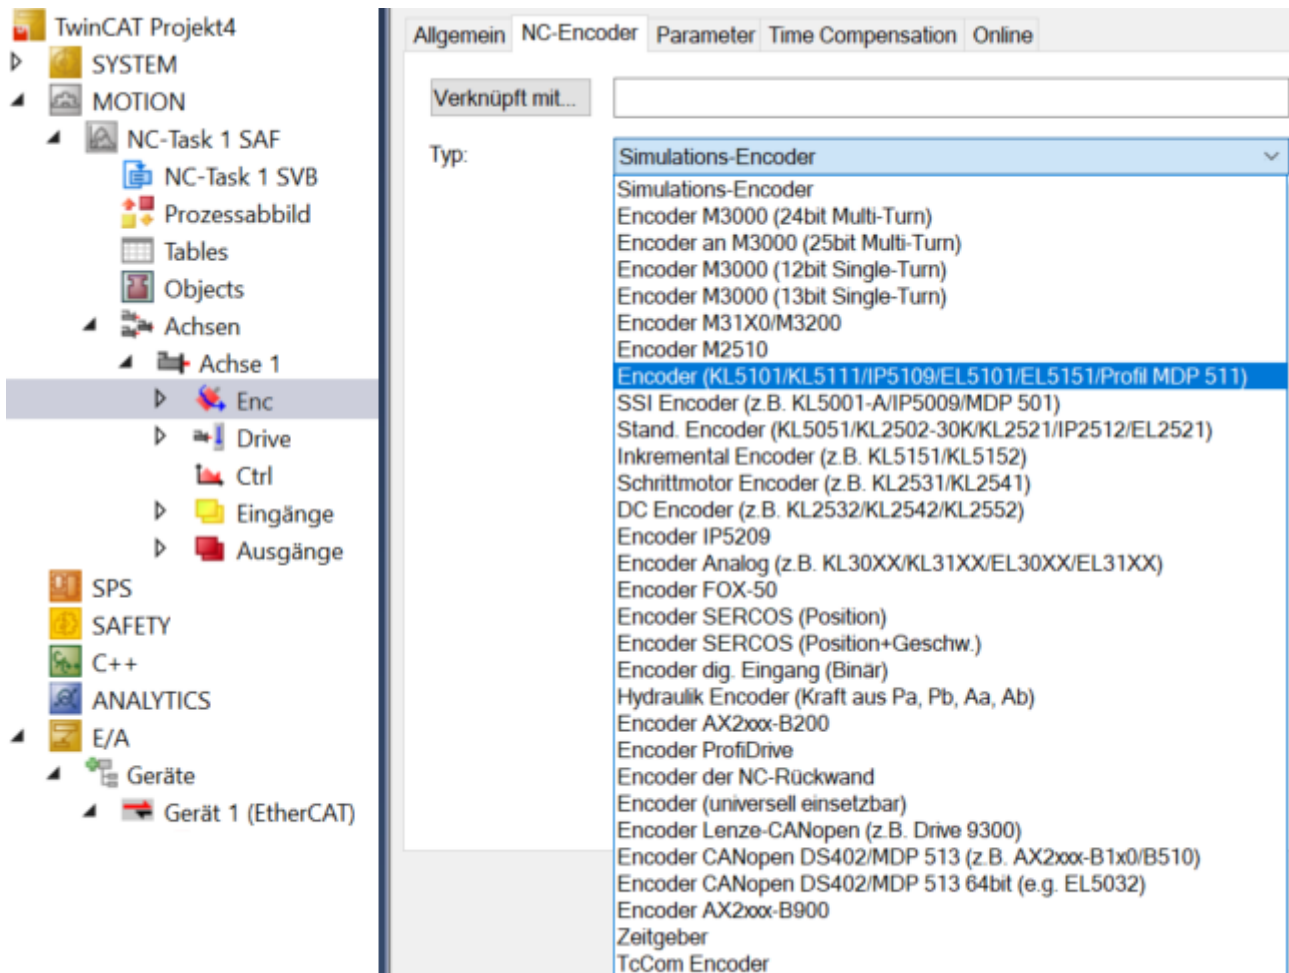 TwinCAT Projekt4
SYSTEM
MOTION
NC-Task 1 SAF
NC-Task 1 SVB
Prozessabbild
Tables
Objects
Achsen
Achse 1
Enc
Drive
Ctrl
Eingänge
Ausgänge
SPS
SAFETY
C++
ANALYTICS
E/A
Geräte
Gerät 1 (EtherCAT)
Allgemein NC-Encoder Parameter Time Compensation Online
Verknüpft mit...
Typ: Simulations-Encoder
Simulations-Encoder
Encoder M3000 (24bit Multi-Turn)
Encoder an M3000 (25bit Multi-Turn)
Encoder M3000 (12bit Single-Turn)
Encoder M3000 (13bit Single-Turn)
Encoder M31X0/M3200
Encoder M2510
Encoder (KL5101/KL5111/IP5109/EL5101/EL5151/Profil MDP 511)
SSI Encoder (z.B. KL5001-A/IP5009/MDP 501)
Stand. Encoder (KL5051/KL2502-30K/KL2521/IP2512/EL2521)
Inkremental Encoder (z.B. KL5151/KL5152)
Schrittmotor Encoder (z.B. KL2531/KL2541)
DC Encoder (z.B. KL2532/KL2542/KL2552)
Encoder IP5209
Encoder Analog (z.B. KL30XX/KL31XX/EL30XX/EL31XX)
Encoder FOX-50
Encoder SERCOS (Position)
Encoder SERCOS (Position+Geschw.)
Encoder dig. Eingang (Binär)
Hydraulik Encoder (Kraft aus Pa, Pb, Aa, Ab)
Encoder AX2xxx-B200
Encoder ProfiDrive
Encoder der NC-Rückwand
Encoder (universell einsetzbar)
Encoder Lenze-CANopen (z.B. Drive 9300)
Encoder CANopen DS402/MDP 513 (z.B. AX2xxx-B1x0/B510)
Encoder CANopen DS402/MDP 513 64bit (e.g. EL5032)
Encoder AX2xxx-B900
Zeitgeber
TcCom Encoder